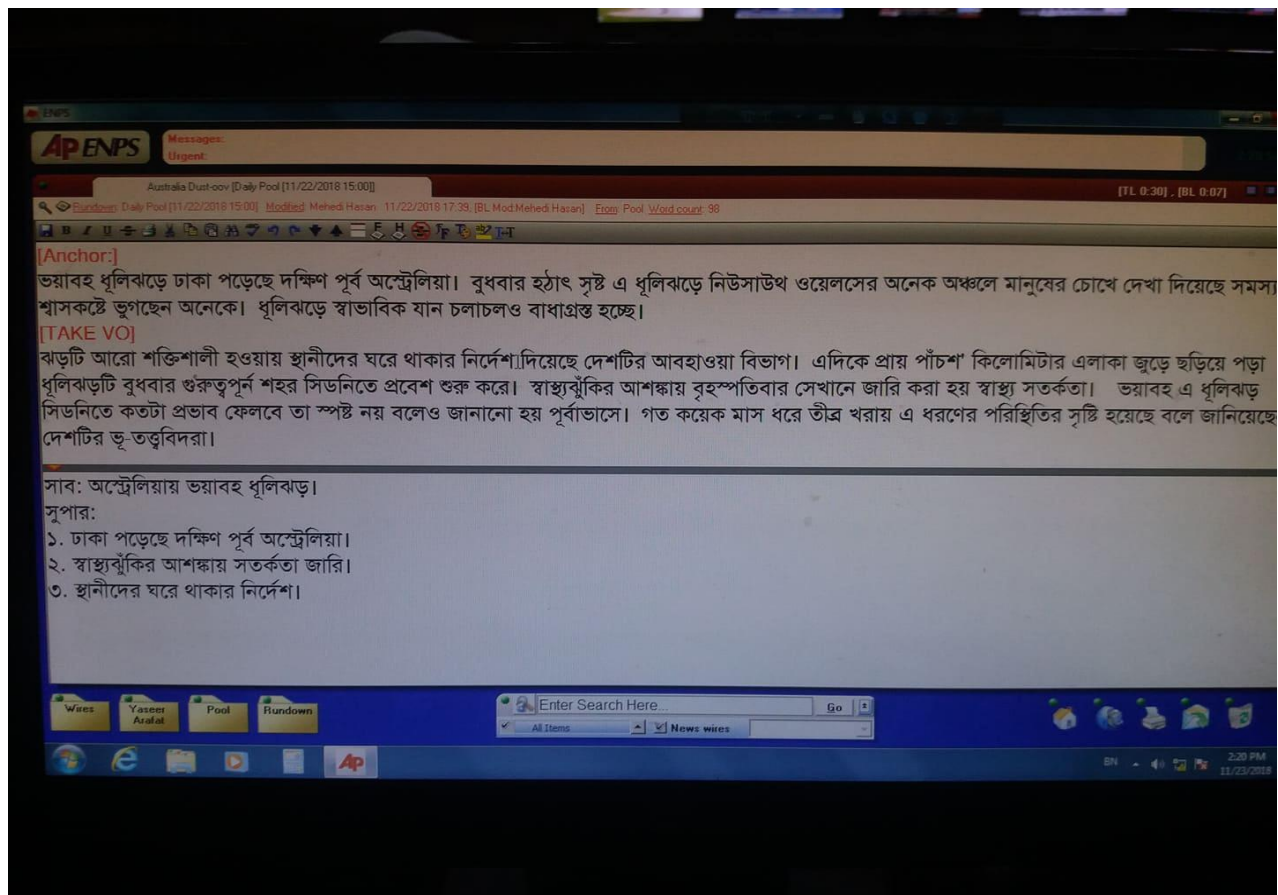 ENPS
AP ENPS
Messages:
Urgent:
Australia Dust-oov [Daily Pool [11/22/2018 15:00]]
[TL 0:30] , [BL 0:87]
Rundown: Daily Pool [11/22/2018 15:00] Modified: Mehedi Hasan 11/22/2018 17:39, [BL Mod:Mehedi Hasan] From: Pool Word count: 98
[Anchor:]
ভয়াবহ ধূলিঝড়ে ঢাকা পড়েছে দক্ষিণ পূর্ব অস্ট্রেলিয়া। বুধবার হঠাৎ সৃষ্ট এ ধূলিঝড়ে নিউসাউথ ওয়েলসের অনেক অঞ্চলে মানুষের চোখে দেখা দিয়েছে সমস্যা
শ্বাসকষ্টে ভুগছেন অনেকে। ধূলিঝড়ে স্বাভাবিক যান চলাচলও বাধাগ্রস্ত হচ্ছে।
[TAKE VO]
ঝড়টি আরো শক্তিশালী হওয়ায় স্থানীদের ঘরে থাকার নির্দেশ দিয়েছে দেশটির আবহাওয়া বিভাগ। এদিকে প্রায় পাঁচশ' কিলোমিটার এলাকা জুড়ে ছড়িয়ে পড়া
ধূলিঝড়টি বুধবার গুরুত্বপূর্ন শহর সিডনিতে প্রবেশ শুরু করে। স্বাস্থ্যঝুঁকির আশঙ্কায় বৃহস্পতিবার সেখানে জারি করা হয় স্বাস্থ্য সতর্কতা। ভয়াবহ এ ধূলিঝড়
সিডনিতে কতটা প্রভাব ফেলবে তা স্পষ্ট নয় বলেও জানানো হয় পূর্বাভাসে। গত কয়েক মাস ধরে তীব্র খরায় এ ধরণের পরিস্থিতির সৃষ্টি হয়েছে বলে জানিয়েছে
দেশটির ভূ-তত্ত্ববিদরা।
সাব: অস্ট্রেলিয়ায় ভয়াবহ ধূলিঝড়।
সুপার:
১. ঢাকা পড়েছে দক্ষিণ পূর্ব অস্ট্রেলিয়া।
২. স্বাস্থ্যঝুঁকির আশঙ্কায় সতর্কতা জারি।
৩. স্থানীদের ঘরে থাকার নির্দেশ।
Wires
Yaseer Arafat
Pool
Rundown
Enter Search Here...
Go
All Items
News wires
AP
BN
2:20 PM
11/23/2018